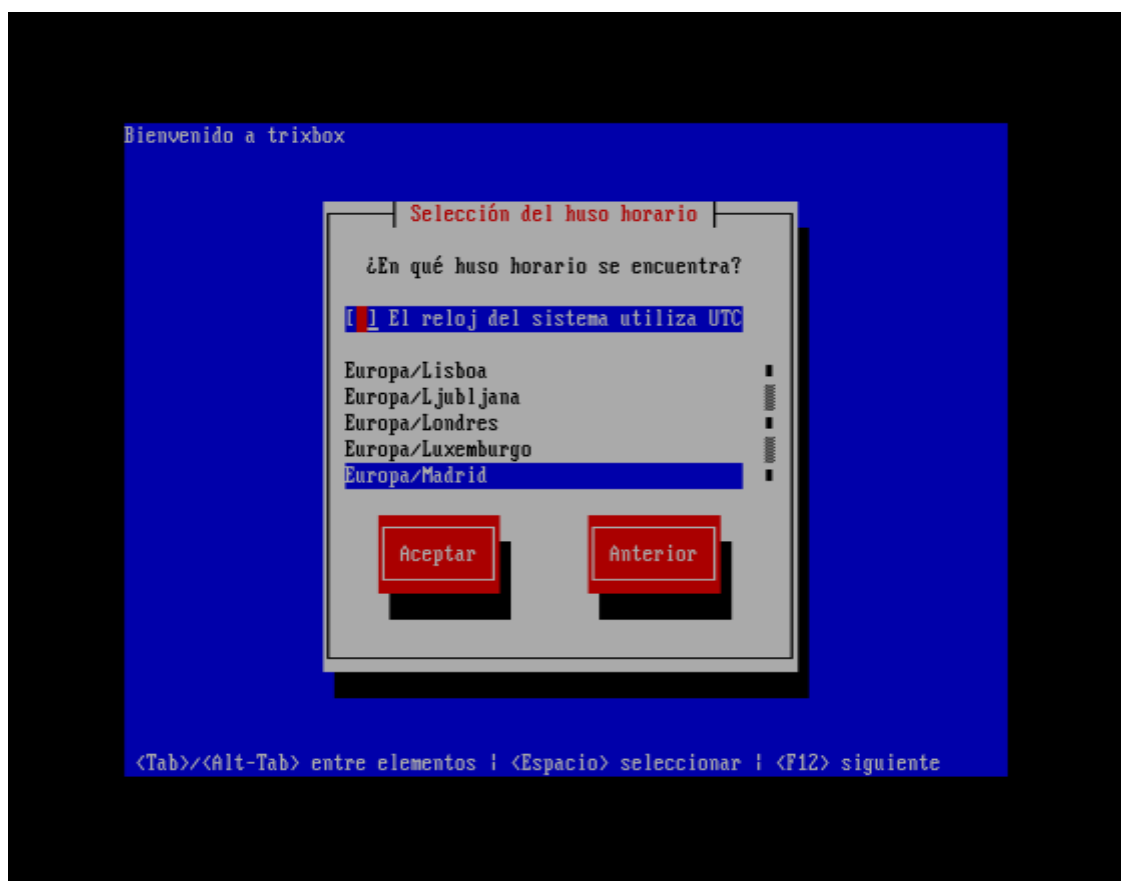 Bienvenido a trixbox
Selección del huso horario
¿En qué huso horario se encuentra?
[ ] El reloj del sistema utiliza UTC
Europa/Lisboa
Europa/Ljubljana
Europa/Londres
Europa/Luxemburgo
Europa/Madrid
Aceptar Anterior
<Tab>/<Alt-Tab> entre elementos | <Espacio> seleccionar | <F12> siguiente